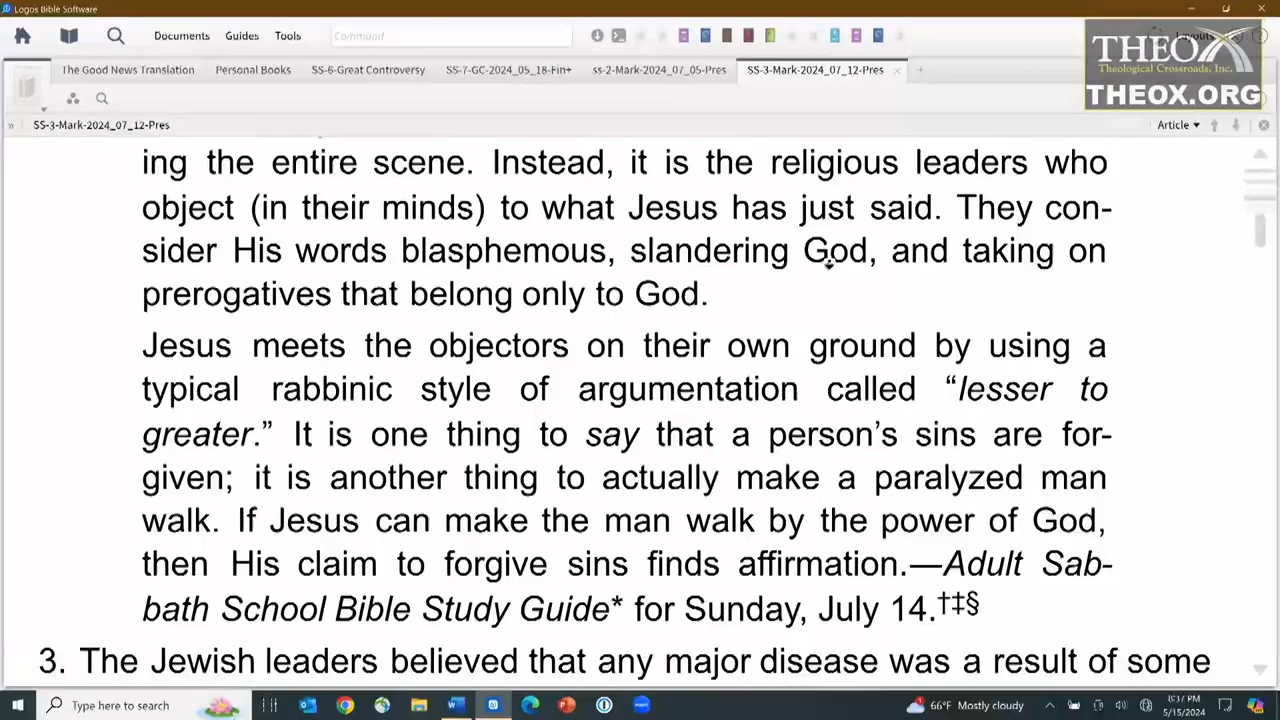 Logos Bible Software
Documents Guides Tools Command
THEOX
Theological Crossroads, Inc.
THEOX.ORG
The Good News Translation Personal Books SS-6-Great Contro 05_18-Fin+ ss-2-Mark-2024_07_05-Pres SS-3-Mark-2024_07_12-Pres
SS-3-Mark-2024_07_12-Pres Article
ing the entire scene. Instead, it is the religious leaders who
object (in their minds) to what Jesus has just said. They con-
sider His words blasphemous, slandering God, and taking on
prerogatives that belong only to God.
Jesus meets the objectors on their own ground by using a
typical rabbinic style of argumentation called “lesser to
greater.” It is one thing to say that a person’s sins are for-
given; it is another thing to actually make a paralyzed man
walk. If Jesus can make the man walk by the power of God,
then His claim to forgive sins finds affirmation.—Adult Sab-
bath School Bible Study Guide* for Sunday, July 14.†‡§
3. The Jewish leaders believed that any major disease was a result of some
Type here to search 66°F Mostly cloudy 8:37 PM
5/15/2024